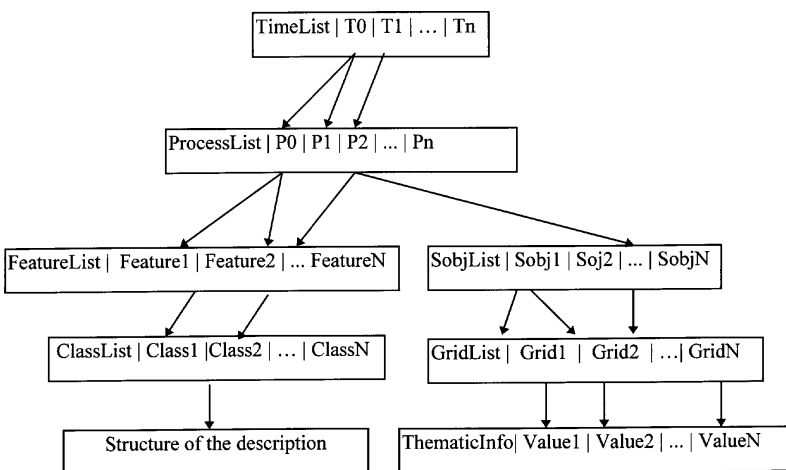 TimeList | T0 | T1 | ... | Tn
ProcessList | P0 | P1 | P2 | ... | Pn
FeatureList | Feature1 | Feature2 | ... FeatureN
SobjList | Sobj1 | Soj2 | ... | SobjN
ClassList | Class1 |Class2 | ... | ClassN
GridList | Grid1 | Grid2 | ...| GridN
Structure of the description
ThematicInfo| Value1 | Value2 | ... | ValueN